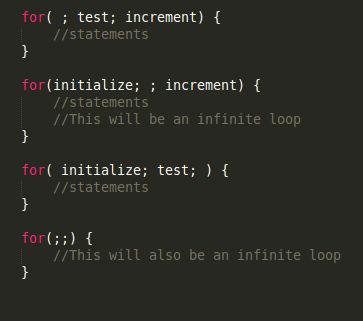 for( ; test; increment) {
    //statements
}
for(initialize; ; increment) {
    //statements
    //This will be an infinite loop
}
for( initialize; test; ) {
    //statements
}
for(;;) {
    //This will also be an infinite loop
}